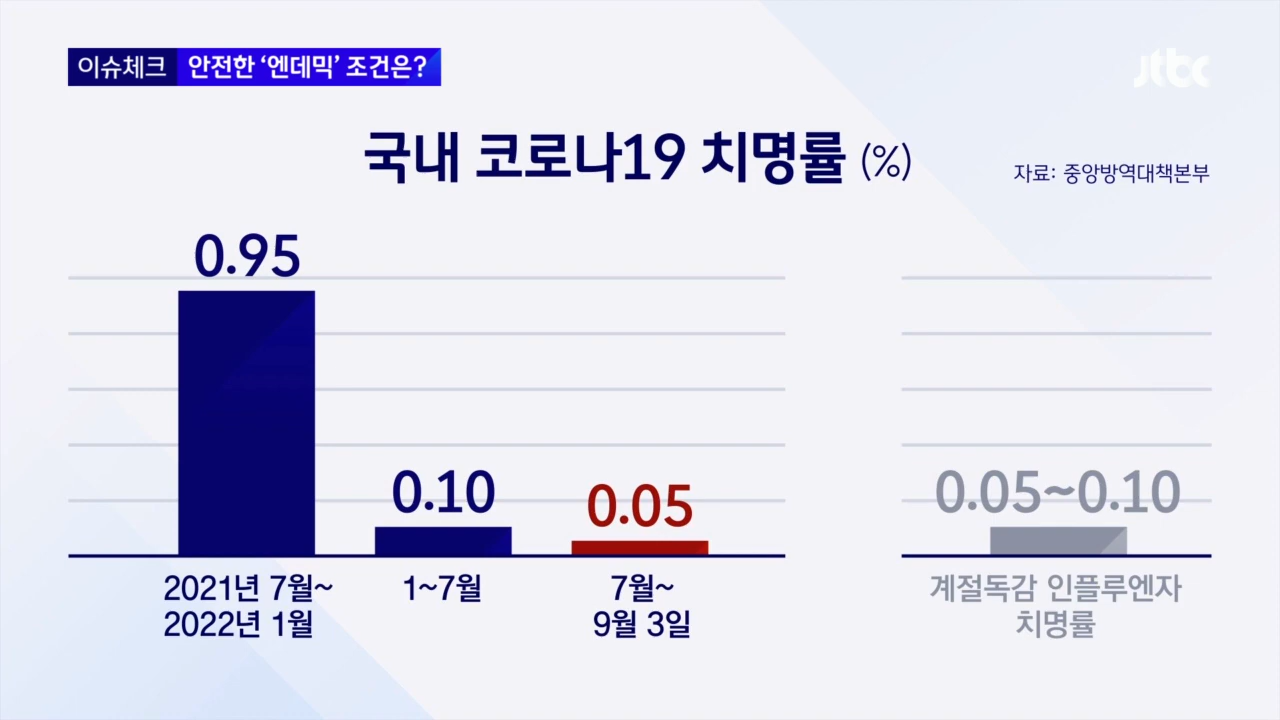 이슈체크 안전한 ‘엔데믹’ 조건은?
jtbc
국내 코로나19 치명률 (%)
자료: 중앙방역대책본부
0.95
0.10
0.05
0.05~0.10
2021년 7월~
2022년 1월
1~7월
7월~
9월 3일
계절독감 인플루엔자
치명률